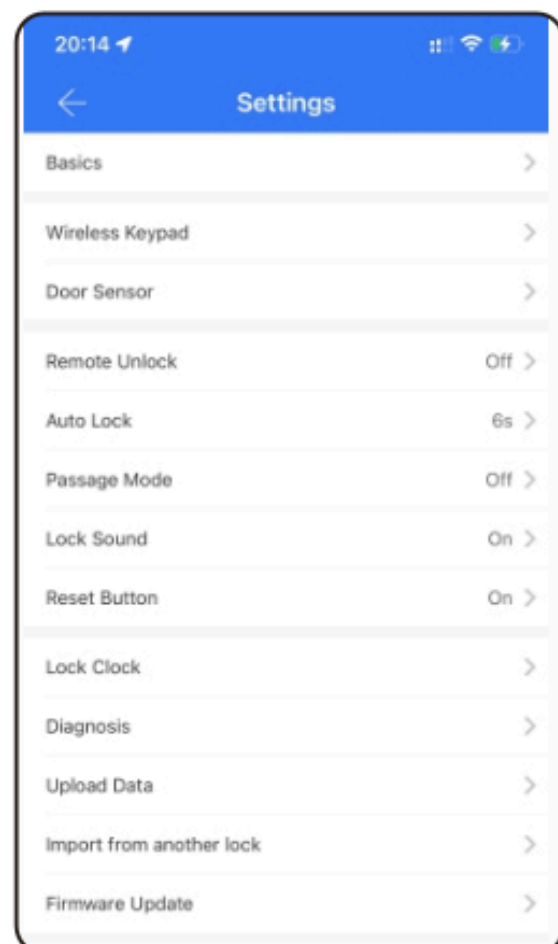 20:14
Settings
Basics
Wireless Keypad
Door Sensor
Remote Unlock Off
Auto Lock 6s
Passage Mode Off
Lock Sound On
Reset Button On
Lock Clock
Diagnosis
Upload Data
Import from another lock
Firmware Update